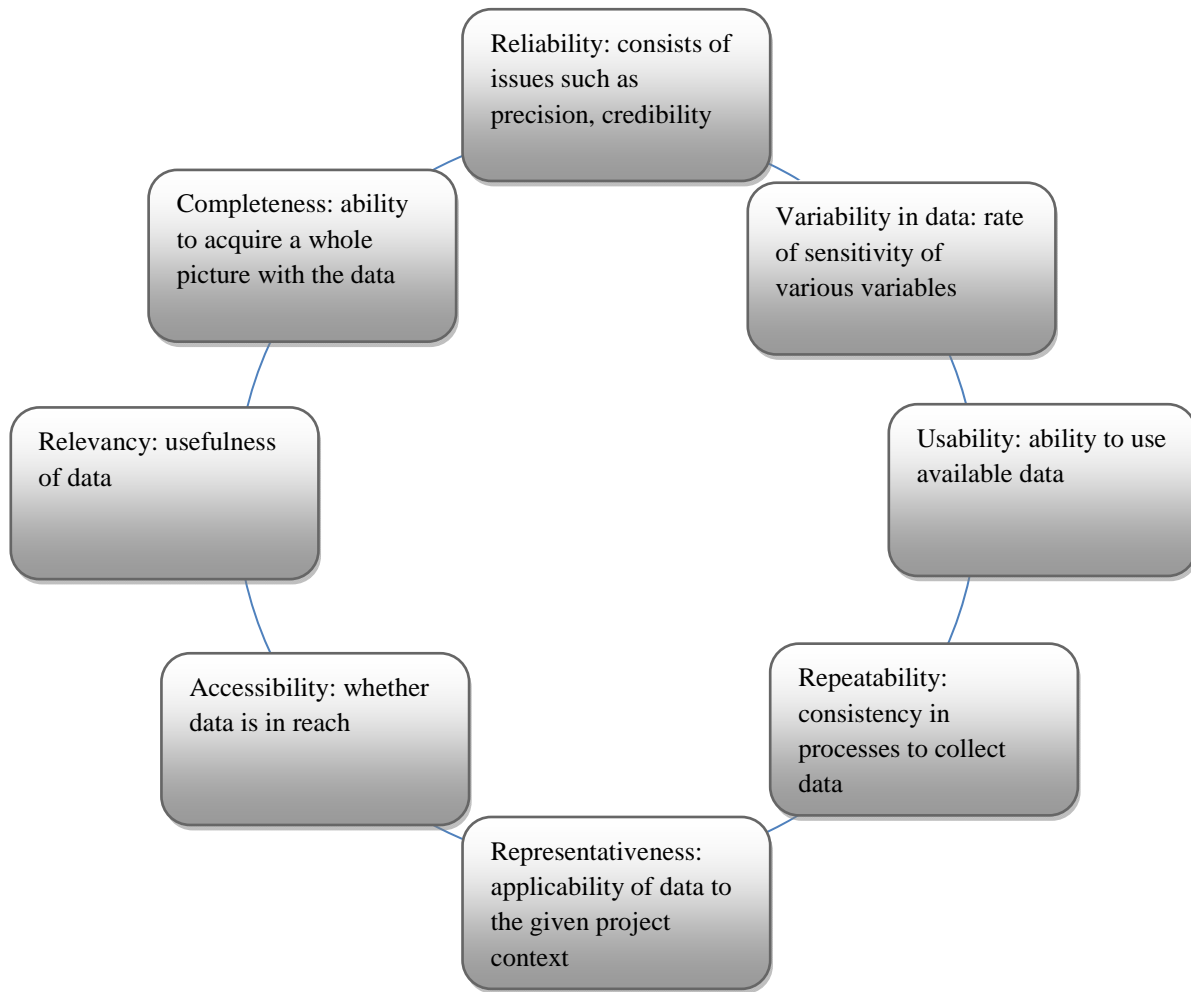 Reliability: consists of
issues such as
precision, credibility
Variability in data: rate
of sensitivity of
various variables
Usability: ability to use
available data
Repeatability:
consistency in
processes to collect
data
Representativeness:
applicability of data to
the given project
context
Accessibility: whether
data is in reach
Relevancy: usefulness
of data
Completeness: ability
to acquire a whole
picture with the data